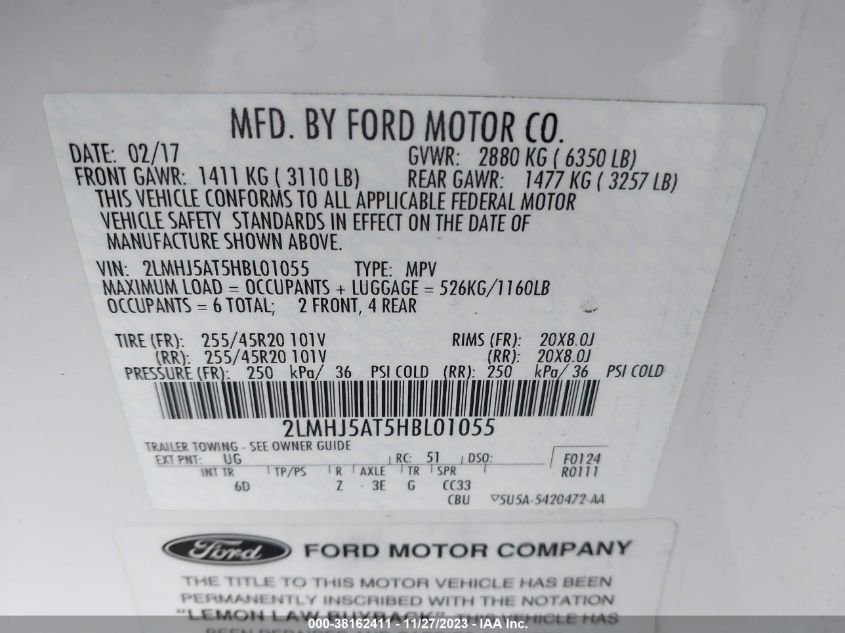 MFD. BY FORD MOTOR CO.
DATE: 02/17 GVWR: 2880 KG ( 6350 LB)
FRONT GAWR: 1411 KG ( 3110 LB) REAR GAWR: 1477 KG ( 3257 LB)
THIS VEHICLE CONFORMS TO ALL APPLICABLE FEDERAL MOTOR
VEHICLE SAFETY STANDARDS IN EFFECT ON THE DATE OF
MANUFACTURE SHOWN ABOVE.
VIN: 2LMHJ5AT5HBL01055 TYPE: MPV
MAXIMUM LOAD = OCCUPANTS + LUGGAGE = 526KG/1160LB
OCCUPANTS = 6 TOTAL; 2 FRONT, 4 REAR
TIRE (FR): 255/45R20 101V RIMS (FR): 20X8.0J
(RR): 255/45R20 101V (RR): 20X8.0J
PRESSURE (FR): 250 kPa/ 36 PSI COLD (RR): 250 kPa/ 36 PSI COLD
2LMHJ5AT5HBL01055
TRAILER TOWING - SEE OWNER GUIDE
EXT PNT: UG RC: 51 DSO: F0124
INT TR TP/PS R AXLE TR SPR R0111
6D Z 3E G CC33
CBU 5U5A-5420472-AA
Ford FORD MOTOR COMPANY
THE TITLE TO THIS MOTOR VEHICLE HAS BEEN
PERMANENTLY INSCRIBED WITH THE NOTATION
"LEMON LAW BUYBACK" THIS VEHICLE HAS
000-38162411 - 11/27/2023 - IAA Inc.